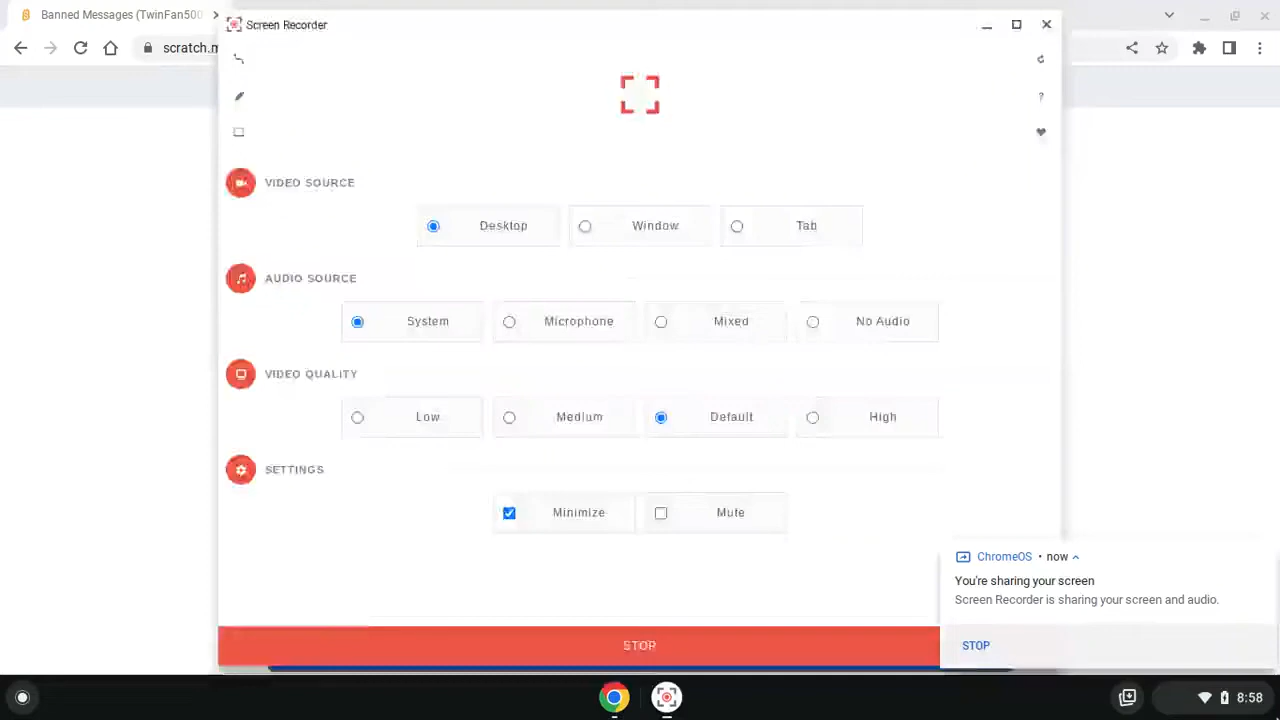 Banned Messages (TwinFan500
Screen Recorder
scratch.m
?
VIDEO SOURCE
Desktop Window Tab
AUDIO SOURCE
System Microphone Mixed No Audio
VIDEO QUALITY
Low Medium Default High
SETTINGS
Minimize Mute
ChromeOS • now
You're sharing your screen
Screen Recorder is sharing your screen and audio.
STOP
STOP
8:58